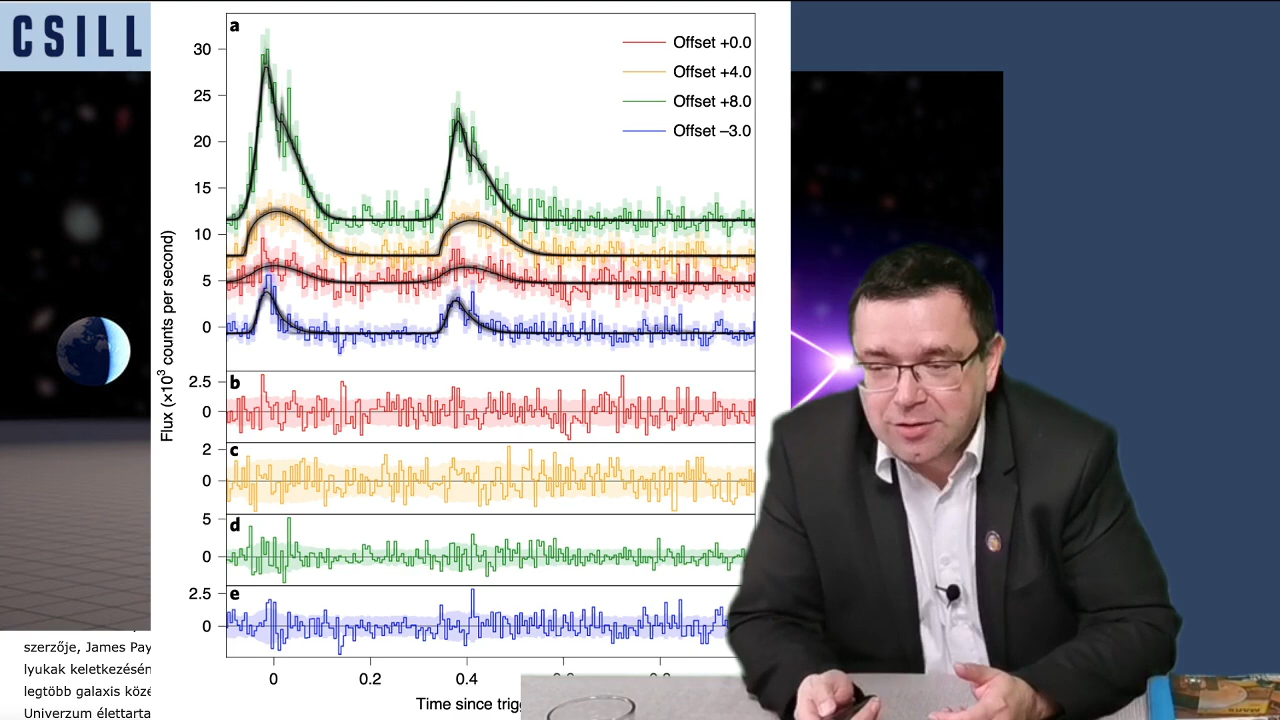 CSILL
a
30
25
20
15
10
5
0
Offset +0.0
Offset +4.0
Offset +8.0
Offset –3.0
Flux (×10³ counts per second)
b
2.5
0
c
2
0
d
5
0
e
2.5
0
0 0.2 0.4
Time since trigg
szerzője, James Pay
lyukak keletkezésén
legtöbb galaxis közé
Univerzum élettarta